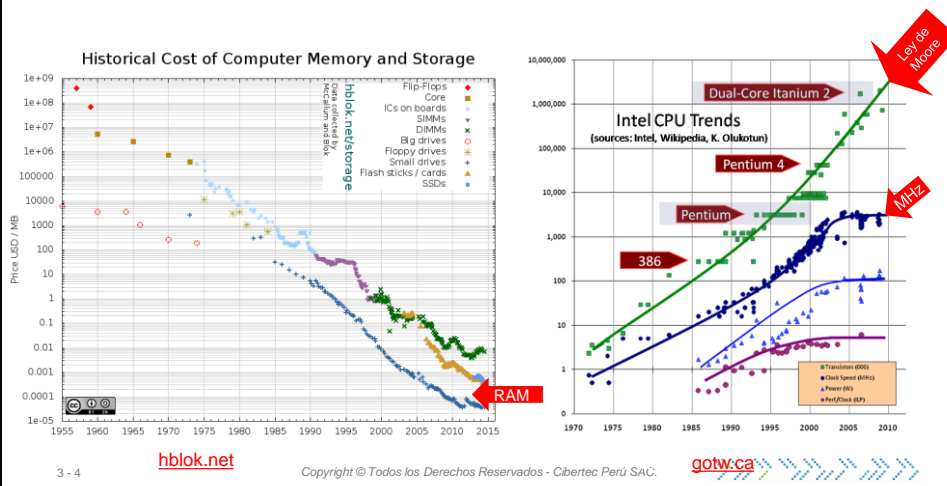 Historical Cost of Computer Memory and Storage
Price USD / MB
1e+09
1e+08
1e+07
1e+06
100000
10000
1000
100
10
1
0.1
0.01
0.001
0.0001
1e-05
1955 1960 1965 1970 1975 1980 1985 1990 1995 2000 2005 2010 2015
hblok.net/storage
Data collected by
McCallum and Blok
Flip-Flops
Core
ICs on boards
SIMMs
DIMMs
Big drives
Floppy drives
Small drives
Flash sticks / cards
SSDs
RAM
hblok.net
Ley de
Moore
10,000,000
1,000,000
100,000
10,000
1,000
100
10
1
0
1970 1975 1980 1985 1990 1995 2000 2005 2010
Dual-Core Itanium 2
Intel CPU Trends
(sources: Intel, Wikipedia, K. Olukotun)
Pentium 4
MHz
Pentium
386
Transistors (000)
Clock Speed (MHz)
Power (W)
Perf/Clock (ILP)
gotw.ca
3 - 4
Copyright © Todos los Derechos Reservados - Cibertec Perú SAC.